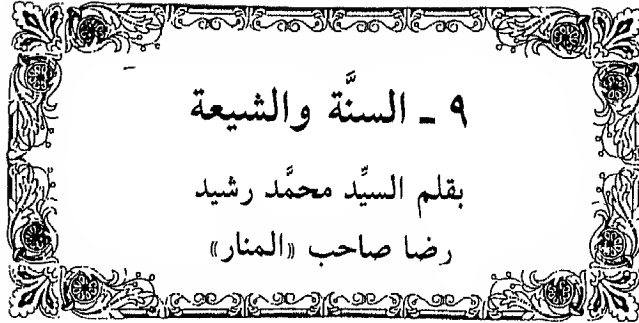 ٩ ـ السنَّة والشيعة
بقلم السيِّد محمَّد رشيد
رضا صاحب «المنار»